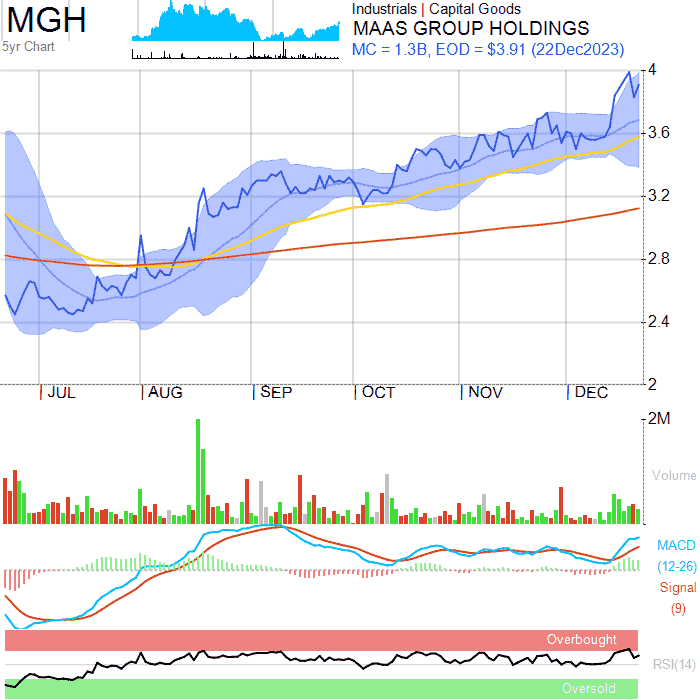 MGH
5yr Chart
Industrials | Capital Goods
MAAS GROUP HOLDINGS
MC = 1.3B, EOD = $3.91 (22Dec2023)
4
3.6
3.2
2.8
2.4
2
JUL AUG SEP OCT NOV DEC
2M
Volume
MACD
(12-26)
Signal
(9)
Overbought
RSI(14)
Oversold